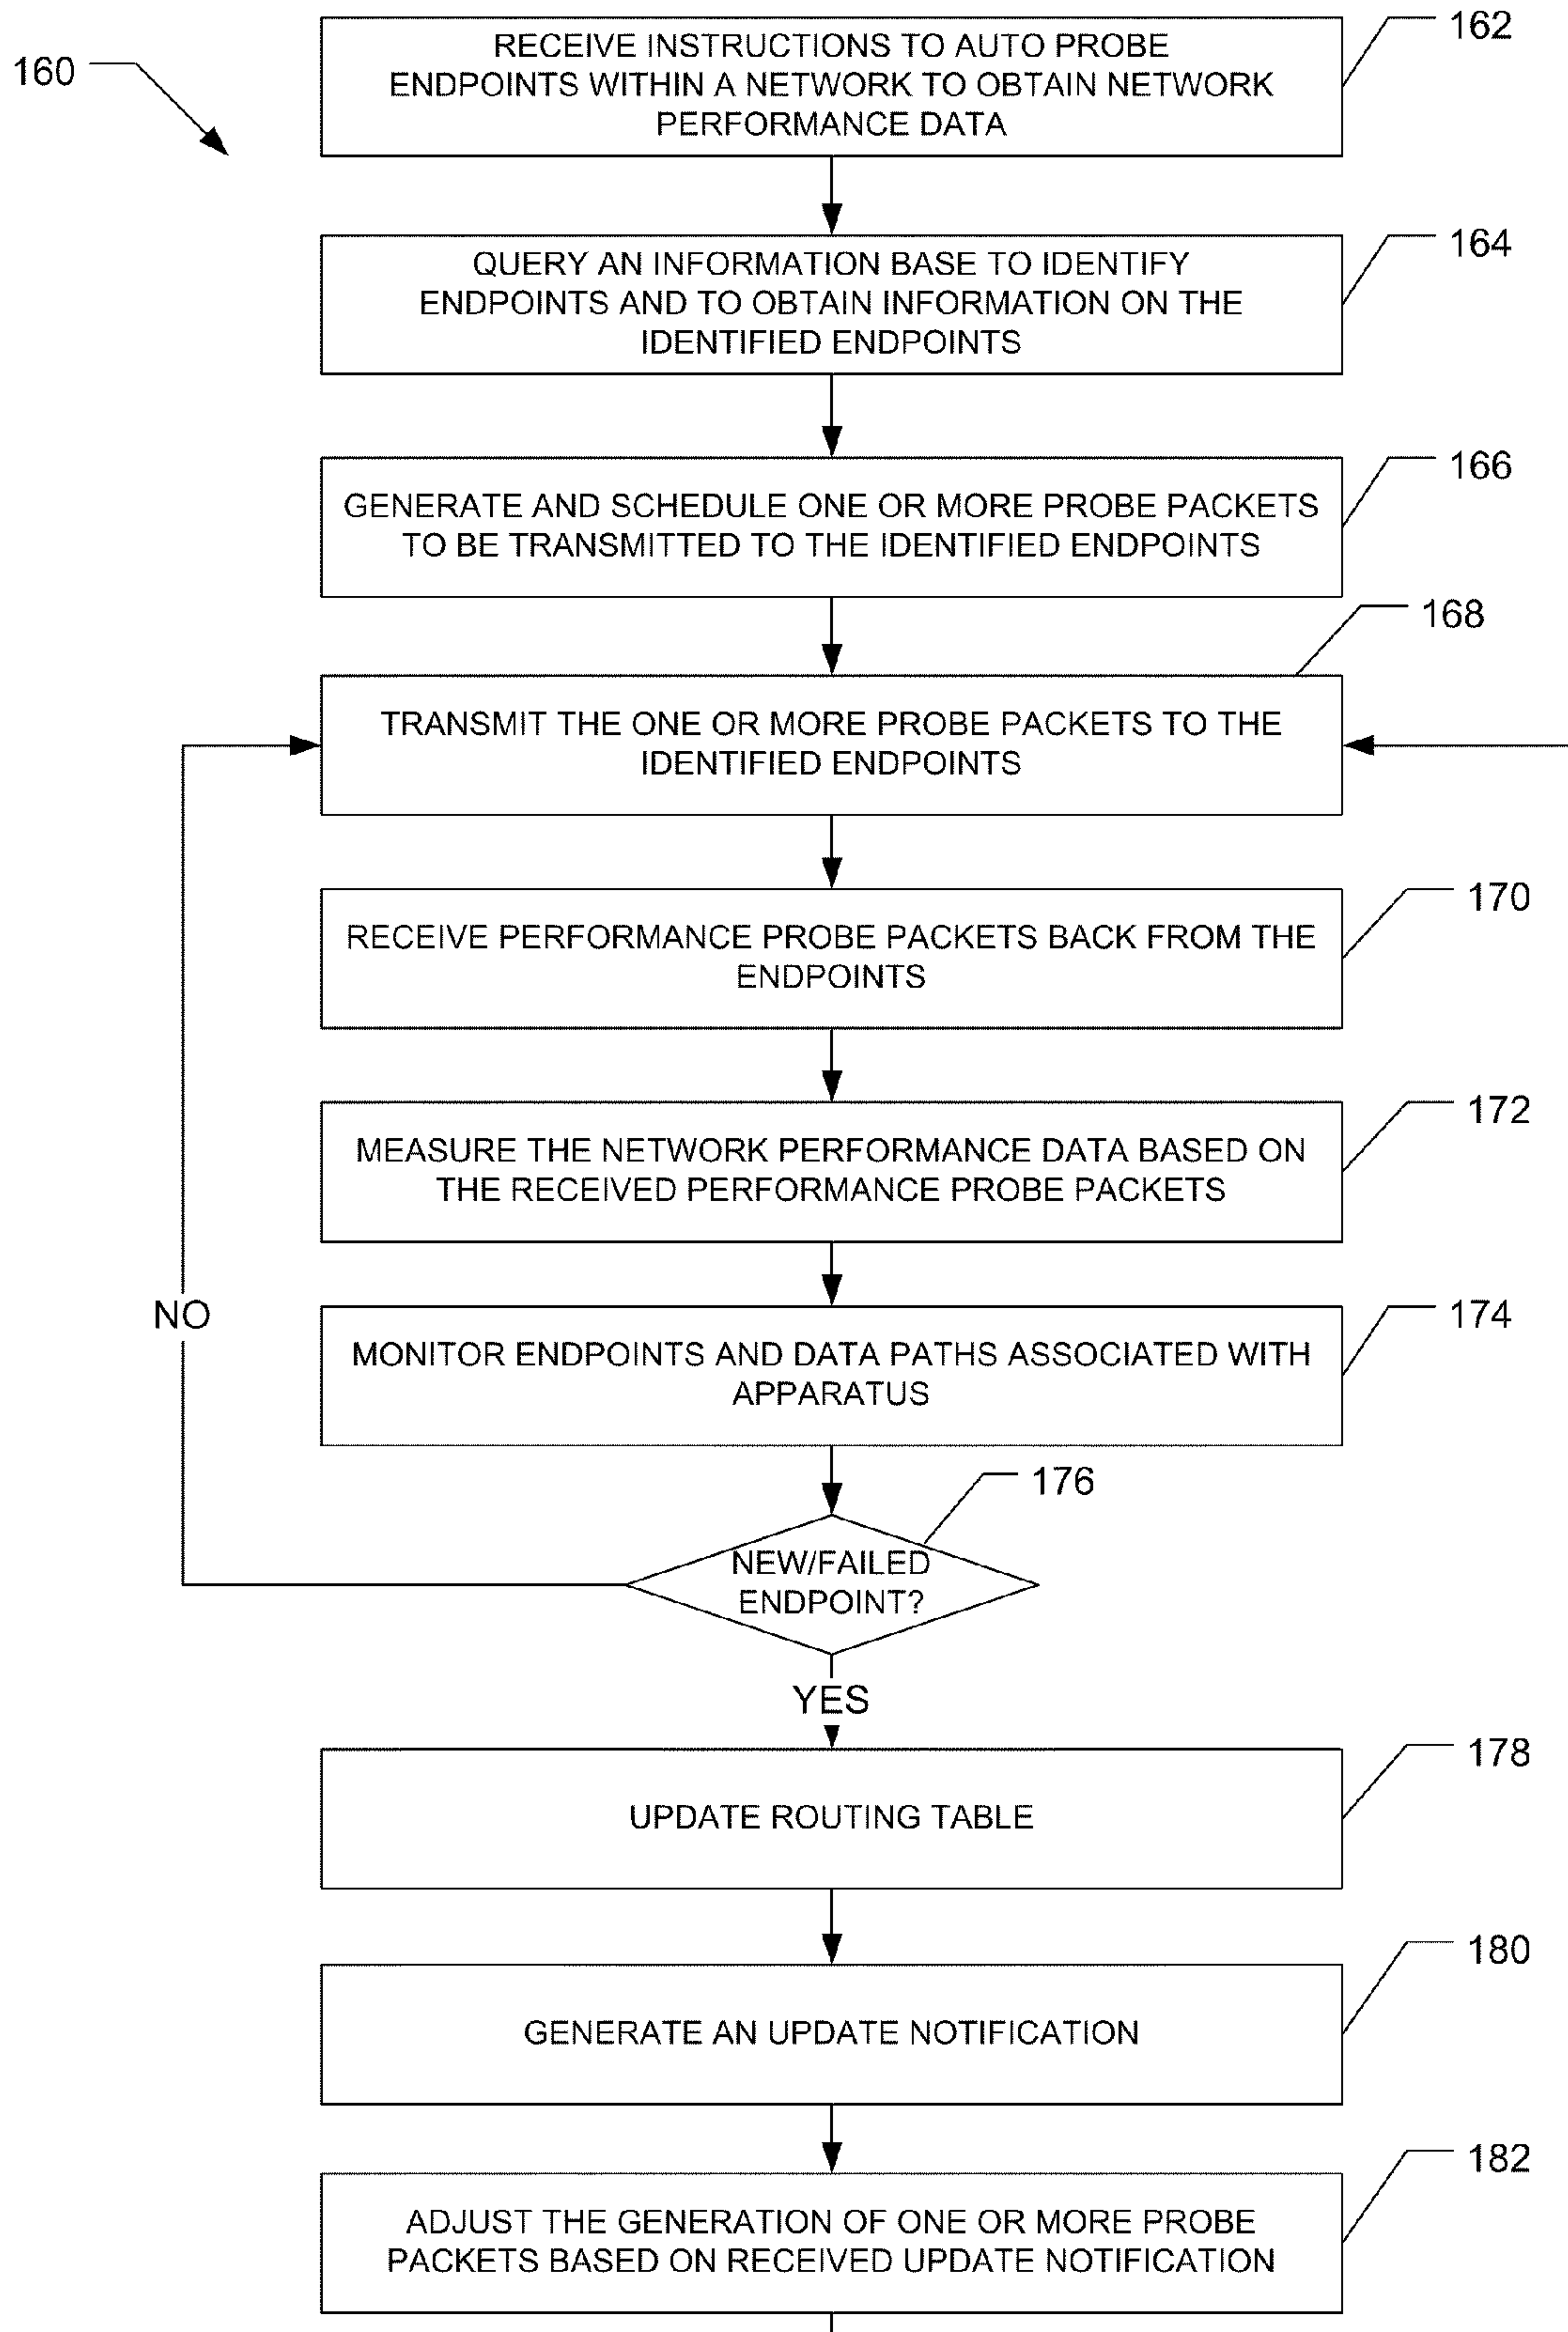 162
RECEIVE INSTRUCTIONS TO AUTO PROBE
160
ENDPOINTS WITHIN A NETWORK TO OBTAIN NETWORK
PERFORMANCE DATA
164
QUERY AN INFORMATION BASE TO IDENTIFY
ENDPOINTS AND TO OBTAIN INFORMATION ON THE
IDENTIFIED ENDPOINTS
166
GENERATE AND SCHEDULE ONE OR MORE PROBE PACKETS
TO BE TRANSMITTED TO THE IDENTIFIED ENDPOINTS
168
TRANSMIT THE ONE OR MORE PROBE PACKETS TO THE
IDENTIFIED ENDPOINTS
170
RECEIVE PERFORMANCE PROBE PACKETS BACK FROM THE
ENDPOINTS
172
MEASURE THE NETWORK PERFORMANCE DATA BASED ON
THE RECEIVED PERFORMANCE PROBE PACKETS
NO
174
MONITOR ENDPOINTS AND DATA PATHS ASSOCIATED WITH
APPARATUS
176
NEW/FAILED
ENDPOINT?
YES
178
UPDATE ROUTING TABLE
180
GENERATE AN UPDATE NOTIFICATION
182
ADJUST THE GENERATION OF ONE OR MORE PROBE
PACKETS BASED ON RECEIVED UPDATE NOTIFICATION